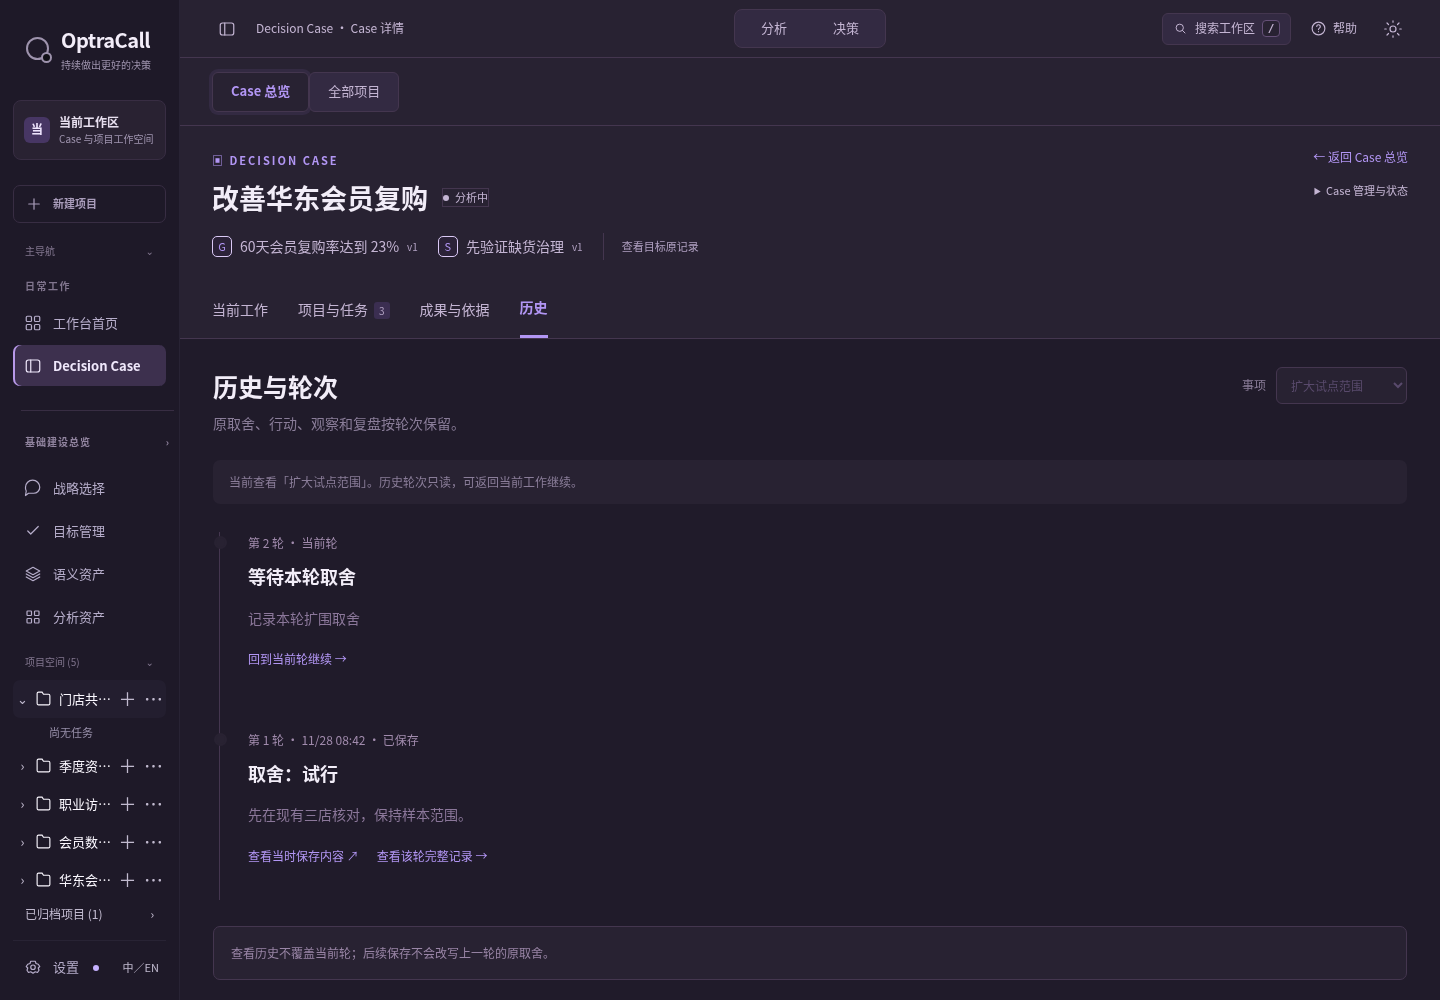 OptraCall
持续做出更好的决策
当 当前工作区
Case 与项目工作空间
新建项目
主导航
日常工作
工作台首页
Decision Case
基础建设总览
战略选择
目标管理
语义资产
分析资产
项目空间 (5)
门店共…
尚无任务
季度资…
职业访…
会员数…
华东会…
已归档项目 (1)
设置 中／EN
Decision Case · Case 详情
分析 决策
搜索工作区 /
帮助
Case 总览 全部项目
DECISION CASE
← 返回 Case 总览
改善华东会员复购 分析中
▶ Case 管理与状态
G 60天会员复购率达到 23% v1 S 先验证缺货治理 v1 查看目标原记录
当前工作 项目与任务 3 成果与依据 历史
历史与轮次
事项 扩大试点范围
原取舍、行动、观察和复盘按轮次保留。
当前查看「扩大试点范围」。历史轮次只读，可返回当前工作继续。
第 2 轮 · 当前轮
等待本轮取舍
记录本轮扩围取舍
回到当前轮继续 →
第 1 轮 · 11/28 08:42 · 已保存
取舍：试行
先在现有三店核对，保持样本范围。
查看当时保存内容 ↗ 查看该轮完整记录 →
查看历史不覆盖当前轮；后续保存不会改写上一轮的原取舍。